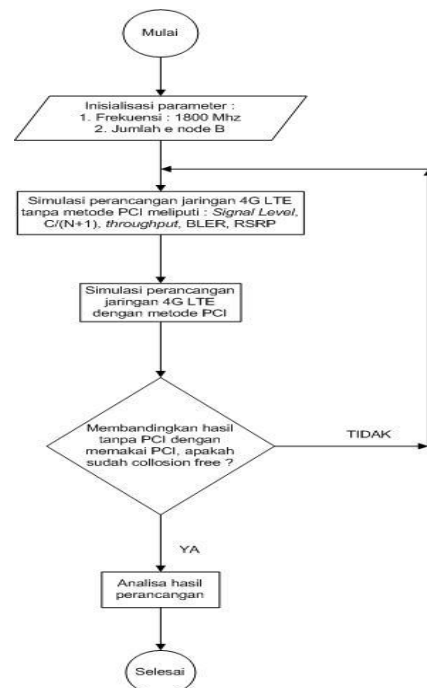 Mulai
Inisialisasi parameter :
1. Frekuensi : 1800 Mhz
2. Jumlah e node B
Simulasi perancangan jaringan 4G LTE
tanpa metode PCI meliputi : Signal Level,
C/(N+1), throughput, BLER, RSRP
Simulasi perancangan
jaringan 4G LTE
dengan metode PCI
Membandingkan hasil
tanpa PCI dengan
memakai PCI, apakah
sudah collosion free ?
TIDAK
YA
Analisa hasil
perancangan
Selesai